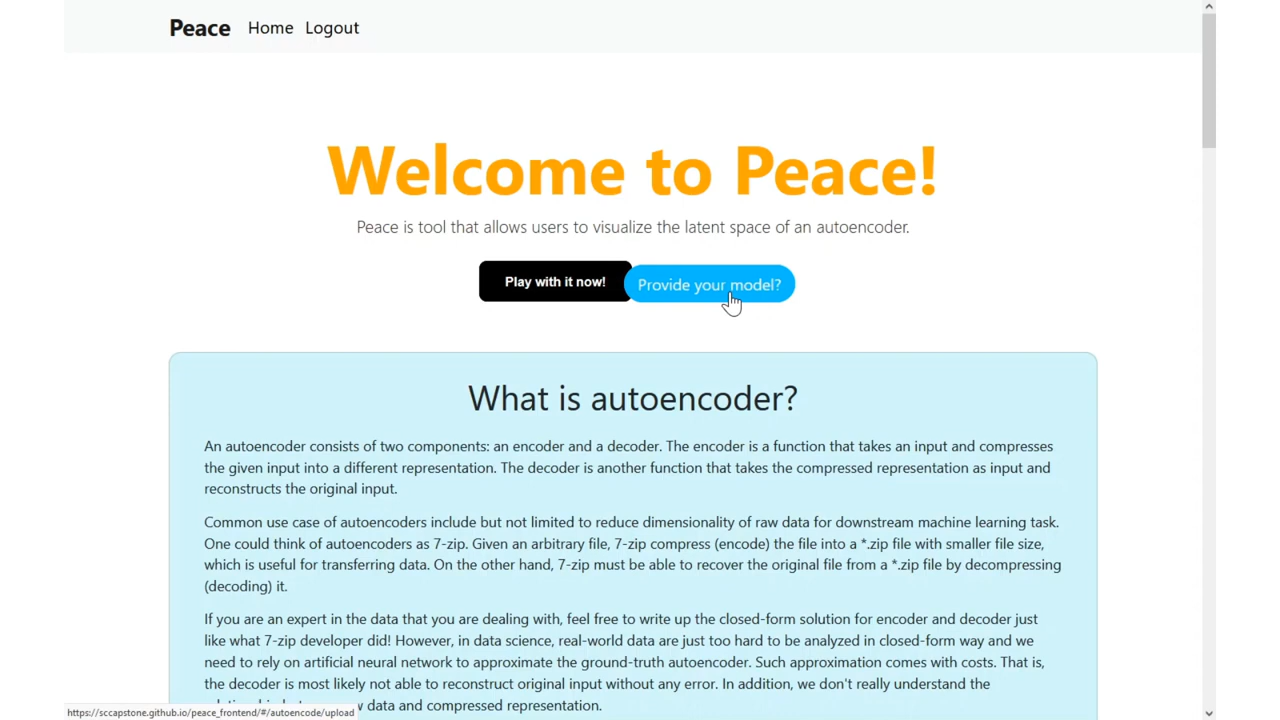 Peace Home Logout
Welcome to Peace!
Peace is tool that allows users to visualize the latent space of an autoencoder.
Play with it now! Provide your model?
What is autoencoder?
An autoencoder consists of two components: an encoder and a decoder. The encoder is a function that takes an input and compresses
the given input into a different representation. The decoder is another function that takes the compressed representation as input and
reconstructs the original input.
Common use case of autoencoders include but not limited to reduce dimensionality of raw data for downstream machine learning task.
One could think of autoencoders as 7-zip. Given an arbitrary file, 7-zip compress (encode) the file into a *.zip file with smaller file size,
which is useful for transferring data. On the other hand, 7-zip must be able to recover the original file from a *.zip file by decompressing
(decoding) it.
If you are an expert in the data that you are dealing with, feel free to write up the closed-form solution for encoder and decoder just
like what 7-zip developer did! However, in data science, real-world data are just too hard to be analyzed in closed-form way and we
need to rely on artificial neural network to approximate the ground-truth autoencoder. Such approximation comes with costs. That is,
the decoder is most likely not able to reconstruct original input without any error. In addition, we don't really understand the
data and compressed representation.
https://sccapstone.github.io/peace_frontend/#/autoencode/upload